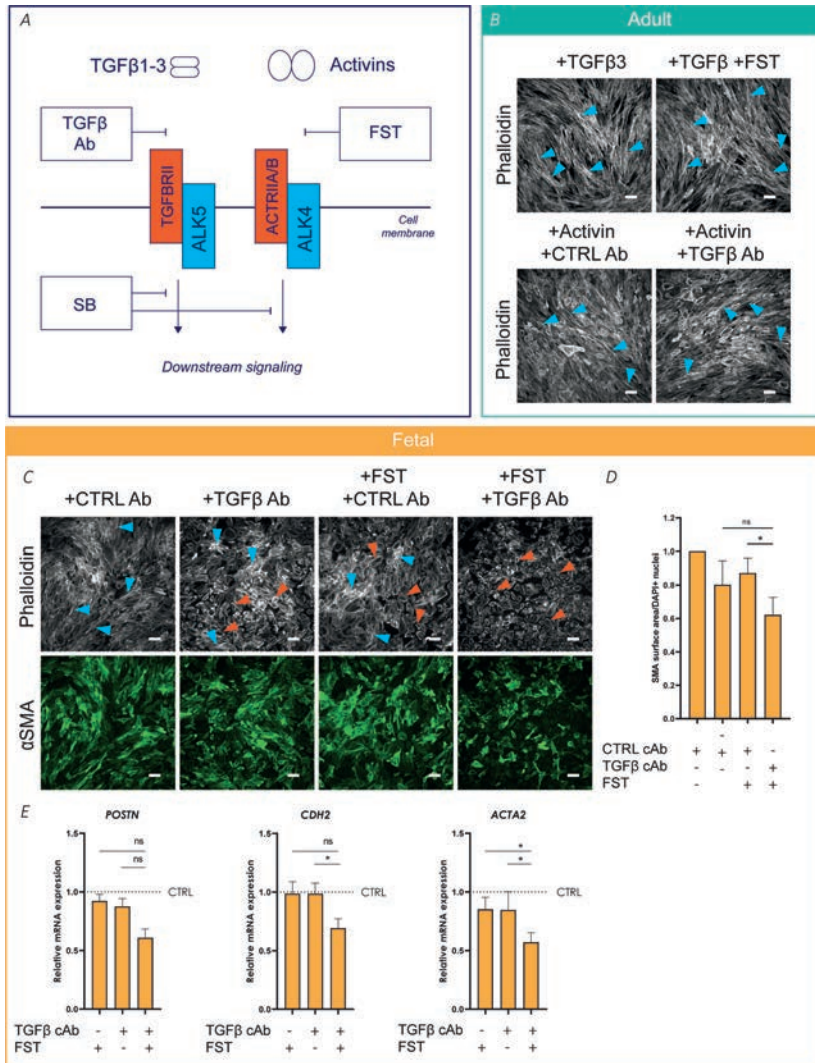 A
TGFβ1-3
Activins
TGFβ
Ab
FST
TGFBRII
ALK5
ACTRIIA/B
ALK4
Cell
membrane
SB
Downstream signaling
B
Adult
+TGFβ3
+TGFβ +FST
Phalloidin
+Activin
+CTRL Ab
+Activin
+TGFβ Ab
Phalloidin
Fetal
C
+CTRL Ab
+TGFβ Ab
+FST
+CTRL Ab
+FST
+TGFβ Ab
Phalloidin
αSMA
D
SMA surface area/DAPI+ nuclei
1.2
1.0
0.8
0.6
0.4
0.2
0.0
ns
*
CTRL cAb + + + -
TGFβ cAb - - - +
FST - - + +
E
POSTN
Relative mRNA expression
1.5
1.0
0.5
0.0
ns
ns
CTRL
TGFβ cAb - + +
FST + - +
CDH2
Relative mRNA expression
1.5
1.0
0.5
0.0
ns
*
CTRL
TGFβ cAb - + +
FST + - +
ACTA2
Relative mRNA expression
1.5
1.0
0.5
0.0
*
*
CTRL
TGFβ cAb - + +
FST + - +